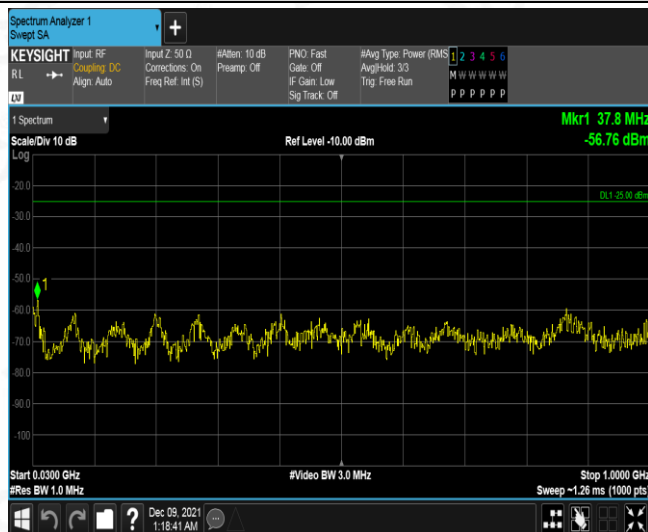 Spectrum Analyzer 1
Swept SA
KEYSIGHT Input: RF Input Z: 50 Ω #Atten: 10 dB PNO: Fast #Avg Type: Power (RMS 1 2 3 4 5 6
RL Coupling: DC Corrections: On Preamp: Off Gate: Off Avg|Hold: 3/3 M W W W W W
Align: Auto Freq Ref: Int (S) IF Gain: Low Trig: Free Run
LXI Sig Track: Off P P P P P P
1 Spectrum Mkr1 37.8 MHz
Scale/Div 10 dB Ref Level -10.00 dBm -56.76 dBm
Log
-20.0
DL1 -25.00 dBm
-30.0
-40.0
-50.0
1
-60.0
-70.0
-80.0
-90.0
-100
Start 0.0300 GHz #Video BW 3.0 MHz Stop 1.0000 GHz
#Res BW 1.0 MHz Sweep ~1.26 ms (1000 pts)
? Dec 09, 2021
1:18:41 AM